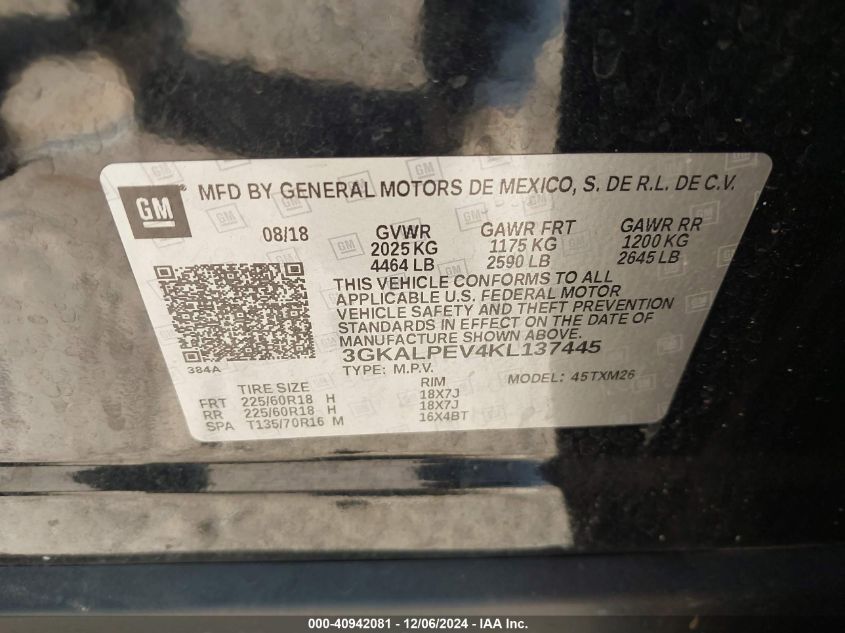 GM ® MFD BY GENERAL MOTORS DE MEXICO, S. DE R.L. DE C.V.
08/18 GVWR GAWR FRT GAWR RR
2025 KG 1175 KG 1200 KG
4464 LB 2590 LB 2645 LB
THIS VEHICLE CONFORMS TO ALL
APPLICABLE U.S. FEDERAL MOTOR
VEHICLE SAFETY AND THEFT PREVENTION
STANDARDS IN EFFECT ON THE DATE OF
MANUFACTURE SHOWN ABOVE.
384A 3GKALPEV4KL137445
TYPE: M.P.V. MODEL: 45TXM26
TIRE SIZE RIM
FRT 225/60R18 H 18X7J
RR 225/60R18 H 18X7J
SPA T135/70R16 M 16X4BT
000-40942081 - 12/06/2024 - IAA Inc.